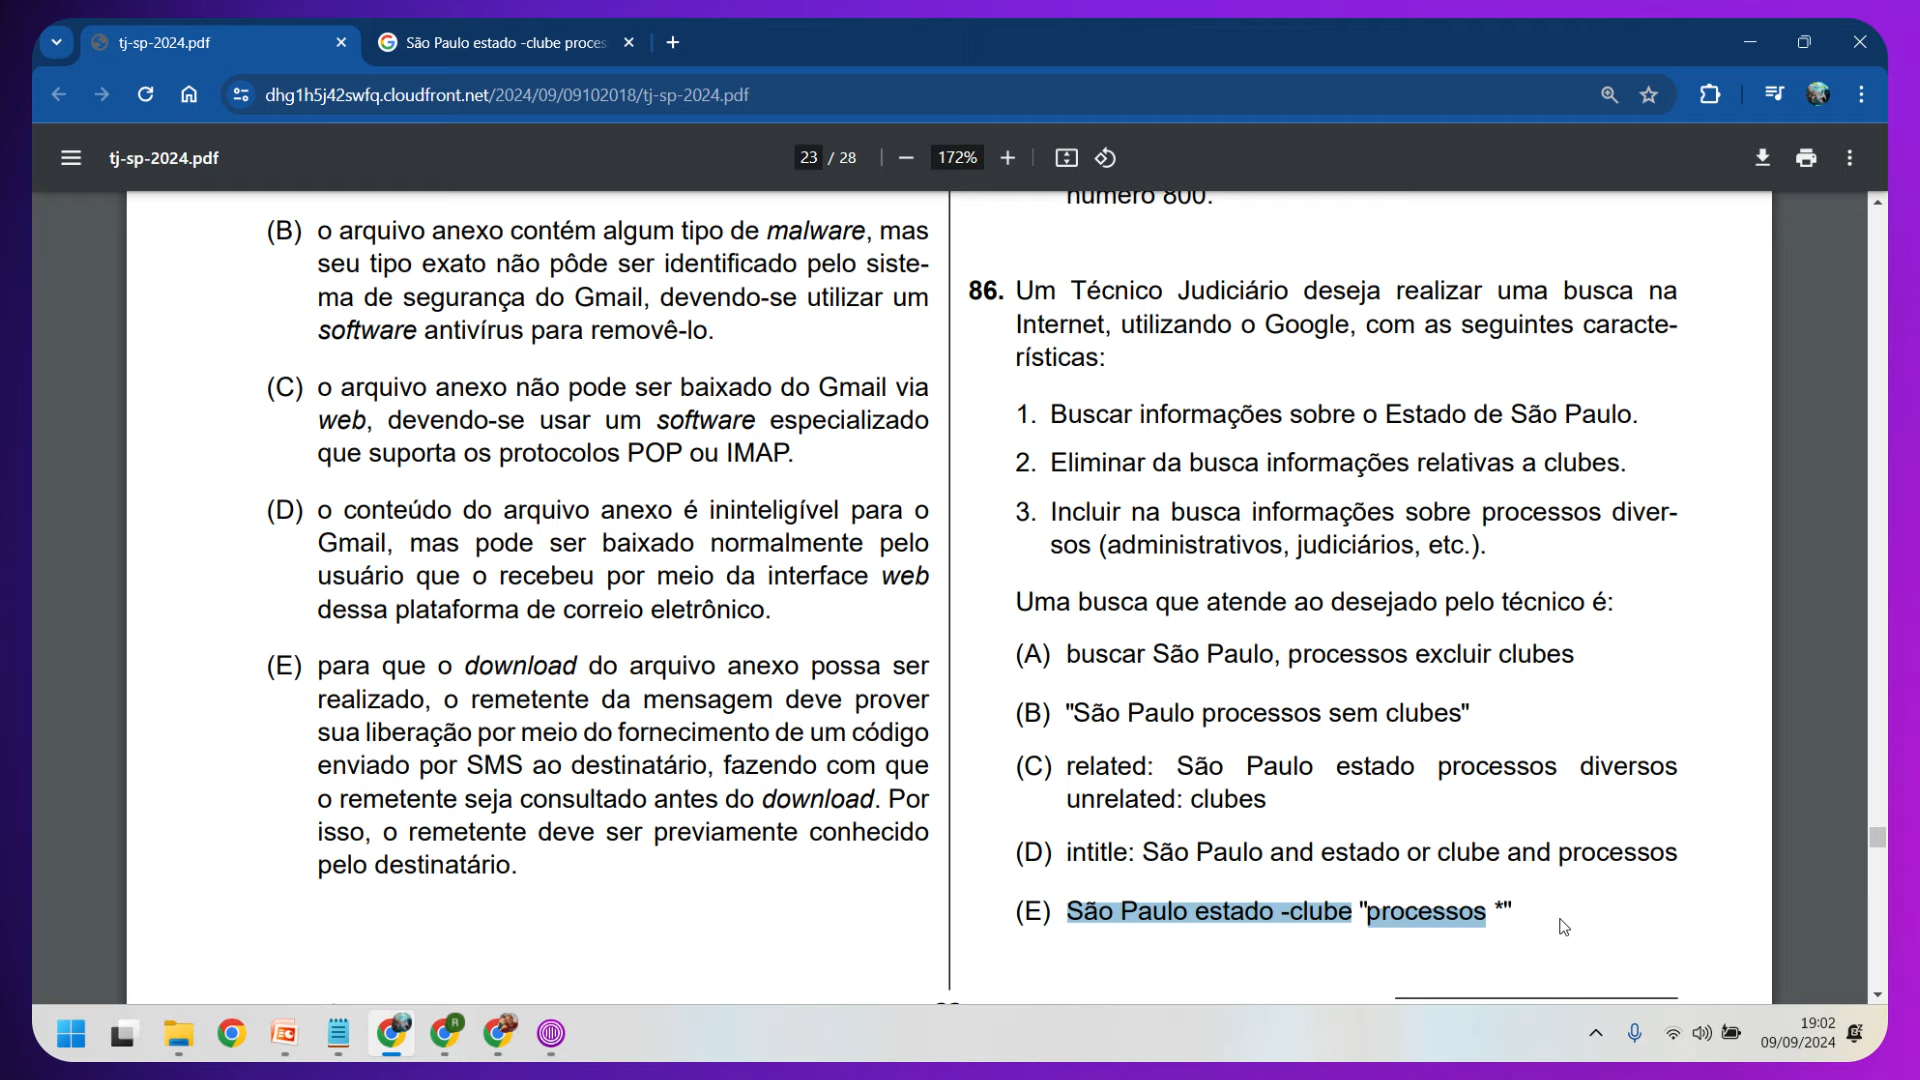 tj-sp-2024.pdf
São Paulo estado -clube proces
dhg1h5j42swfq.cloudfront.net/2024/09/09102018/tj-sp-2024.pdf
tj-sp-2024.pdf
23 / 28
172%
(B) o arquivo anexo contém algum tipo de malware, mas
seu tipo exato não pôde ser identificado pelo siste-
ma de segurança do Gmail, devendo-se utilizar um
software antivírus para removê-lo.
(C) o arquivo anexo não pode ser baixado do Gmail via
web, devendo-se usar um software especializado
que suporta os protocolos POP ou IMAP.
(D) o conteúdo do arquivo anexo é ininteligível para o
Gmail, mas pode ser baixado normalmente pelo
usuário que o recebeu por meio da interface web
dessa plataforma de correio eletrônico.
(E) para que o download do arquivo anexo possa ser
realizado, o remetente da mensagem deve prover
sua liberação por meio do fornecimento de um código
enviado por SMS ao destinatário, fazendo com que
o remetente seja consultado antes do download. Por
isso, o remetente deve ser previamente conhecido
pelo destinatário.
número 800.
86. Um Técnico Judiciário deseja realizar uma busca na
Internet, utilizando o Google, com as seguintes caracte-
rísticas:
1. Buscar informações sobre o Estado de São Paulo.
2. Eliminar da busca informações relativas a clubes.
3. Incluir na busca informações sobre processos diver-
sos (administrativos, judiciários, etc.).
Uma busca que atende ao desejado pelo técnico é:
(A) buscar São Paulo, processos excluir clubes
(B) "São Paulo processos sem clubes"
(C) related: São Paulo estado processos diversos
unrelated: clubes
(D) intitle: São Paulo and estado or clube and processos
(E) São Paulo estado -clube "processos *"
R
19:02
09/09/2024